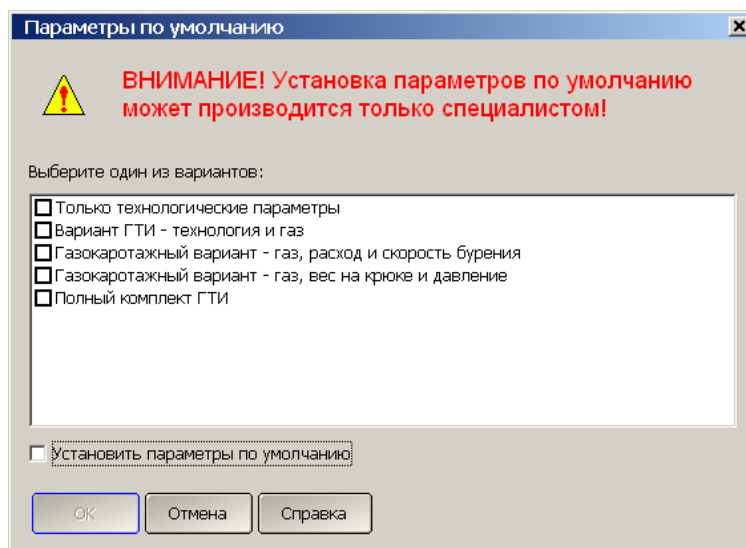 Параметры по умолчанию
ВНИМАНИЕ! Установка параметров по умолчанию
может производится только специалистом!
Выберите один из вариантов:
Только технологические параметры
Вариант ГТИ - технология и газ
Газокаротажный вариант - газ, расход и скорость бурения
Газокаротажный вариант - газ, вес на крюке и давление
Полный комплект ГТИ
Установить параметры по умолчанию
ОК
Отмена
Справка